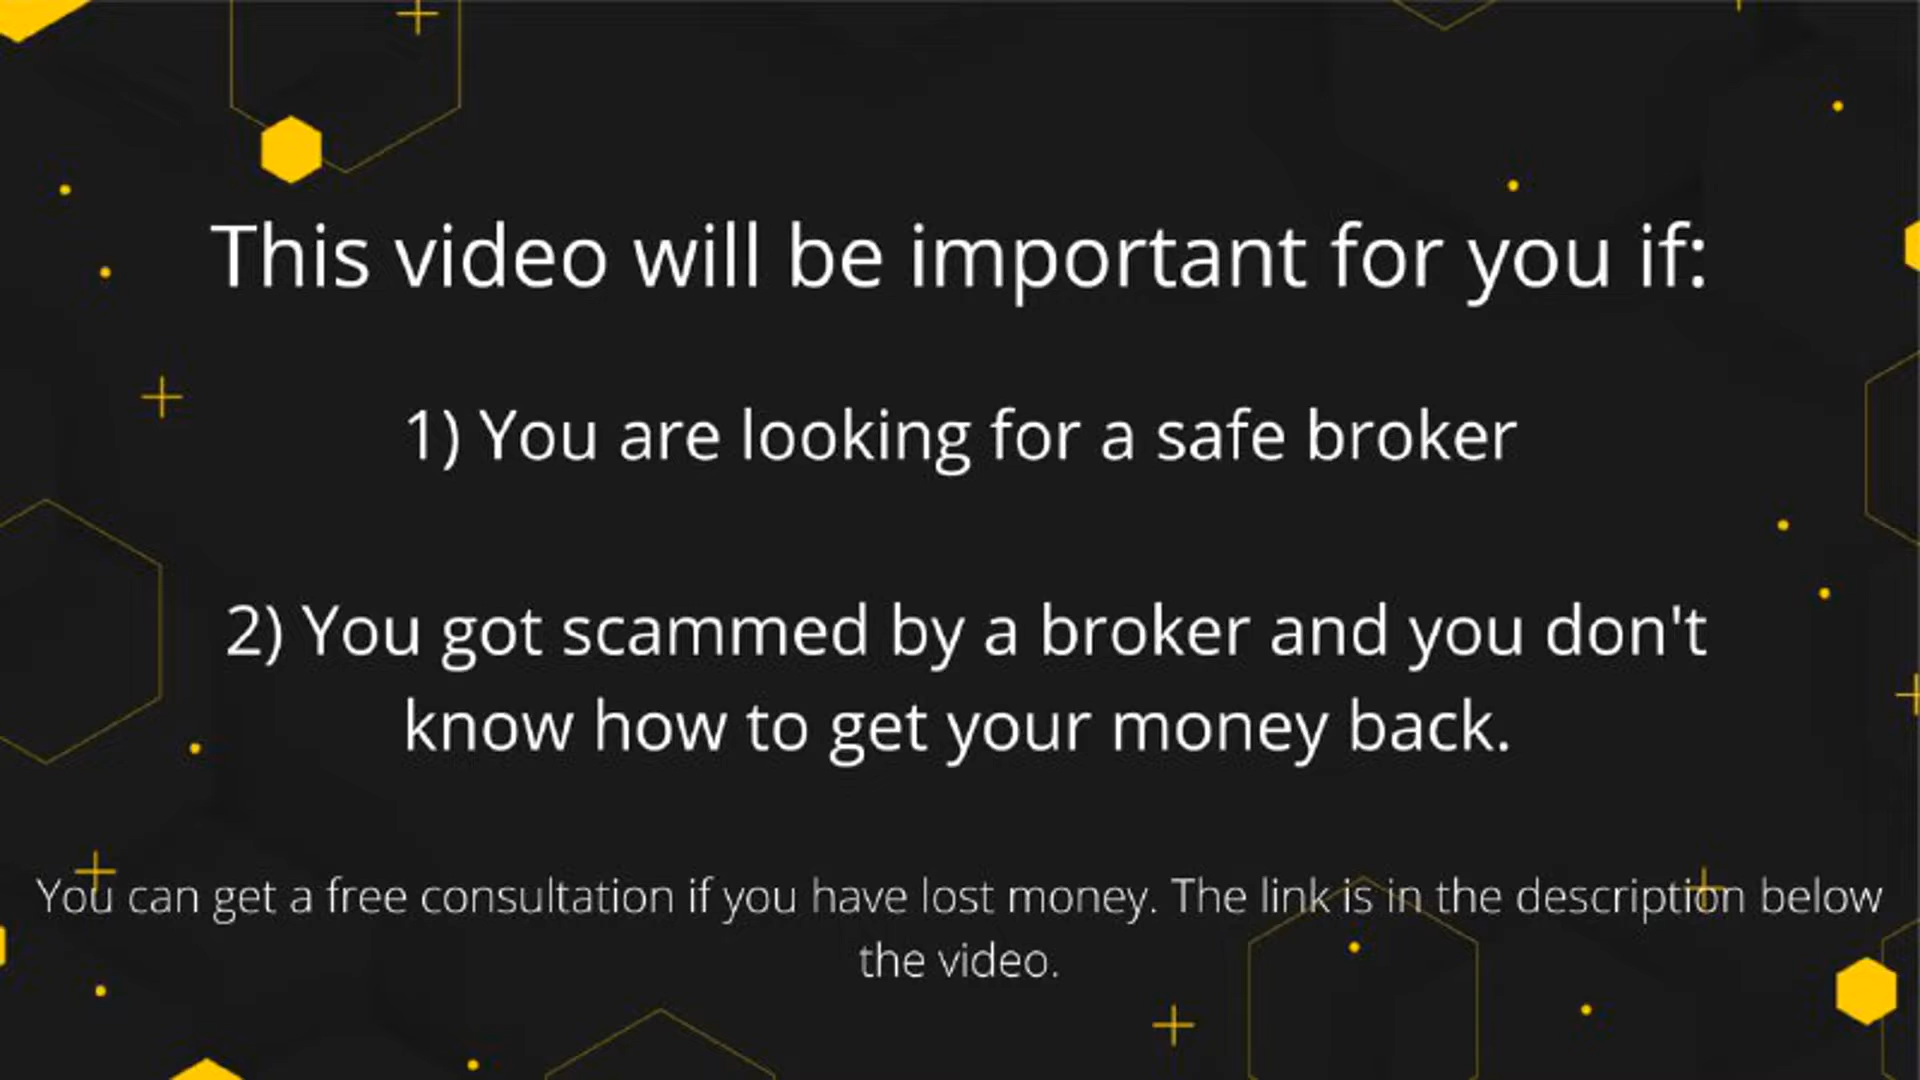 This video will be important for you if:
1) You are looking for a safe broker
2) You got scammed by a broker and you don't
know how to get your money back.
You can get a free consultation if you have lost money. The link is in the description below
the video.